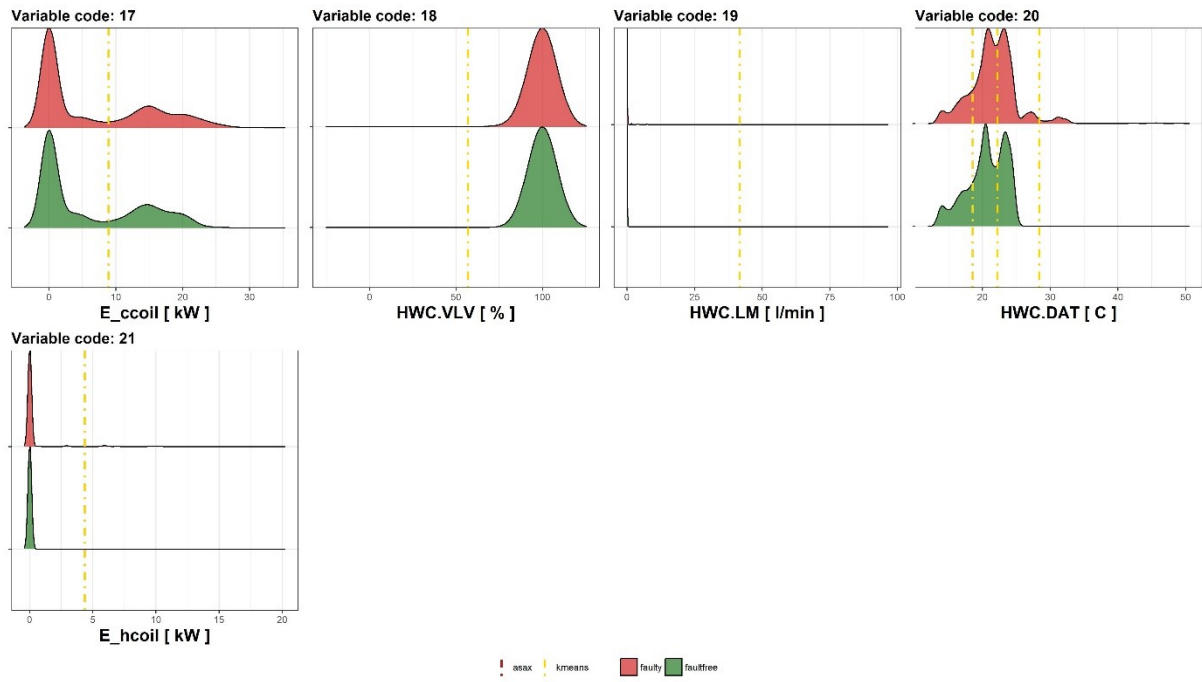 Variable code: 17
Variable code: 18
Variable code: 19
Variable code: 20
0 10 20 30
0 50 100
0 25 50 75 100
20 30 40 50
E_ccoil [ kW ]
HWC.VLV [ % ]
HWC.LM [ l/min ]
HWC.DAT [ C ]
Variable code: 21
0 5 10 15 20
E_hcoil [ kW ]
asax kmeans faulty faultfree